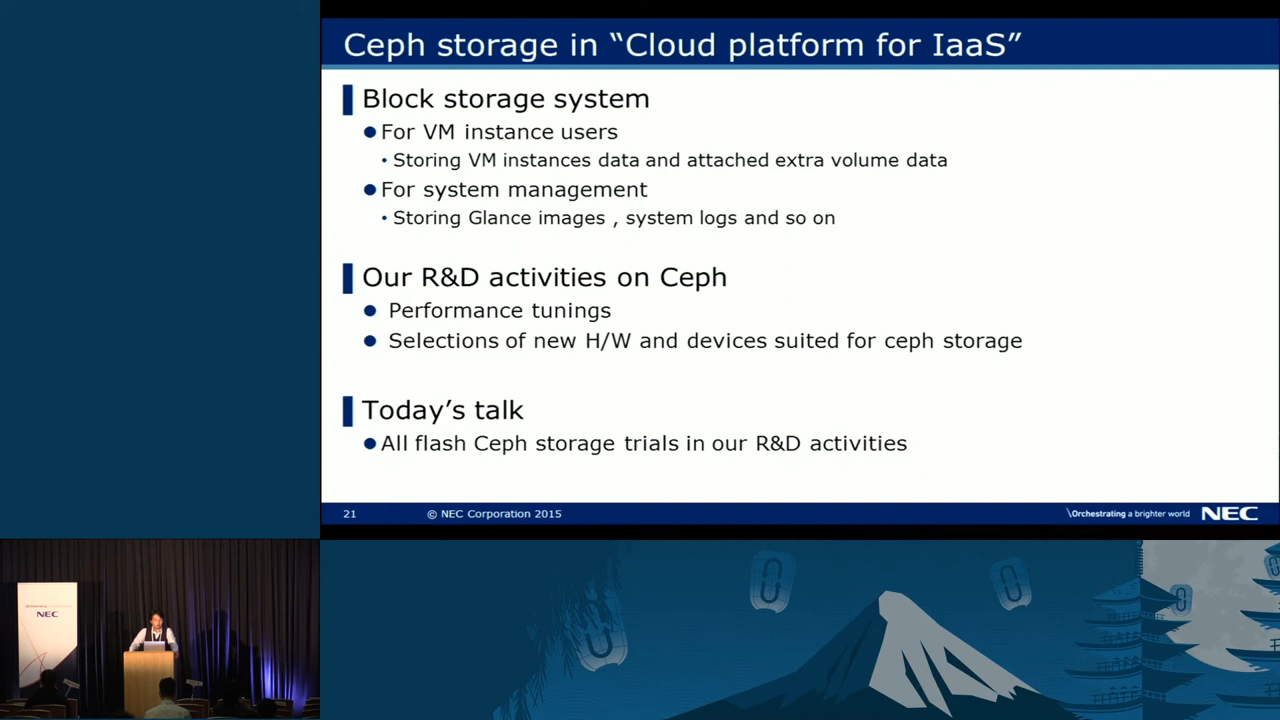 Ceph storage in “Cloud platform for IaaS”
Block storage system
●For VM instance users
• Storing VM instances data and attached extra volume data
●For system management
• Storing Glance images , system logs and so on
Our R&D activities on Ceph
● Performance tunings
● Selections of new H/W and devices suited for ceph storage
Today’s talk
●All flash Ceph storage trials in our R&D activities
21
© NEC Corporation 2015
\Orchestrating a brighter world
NEC
NEC